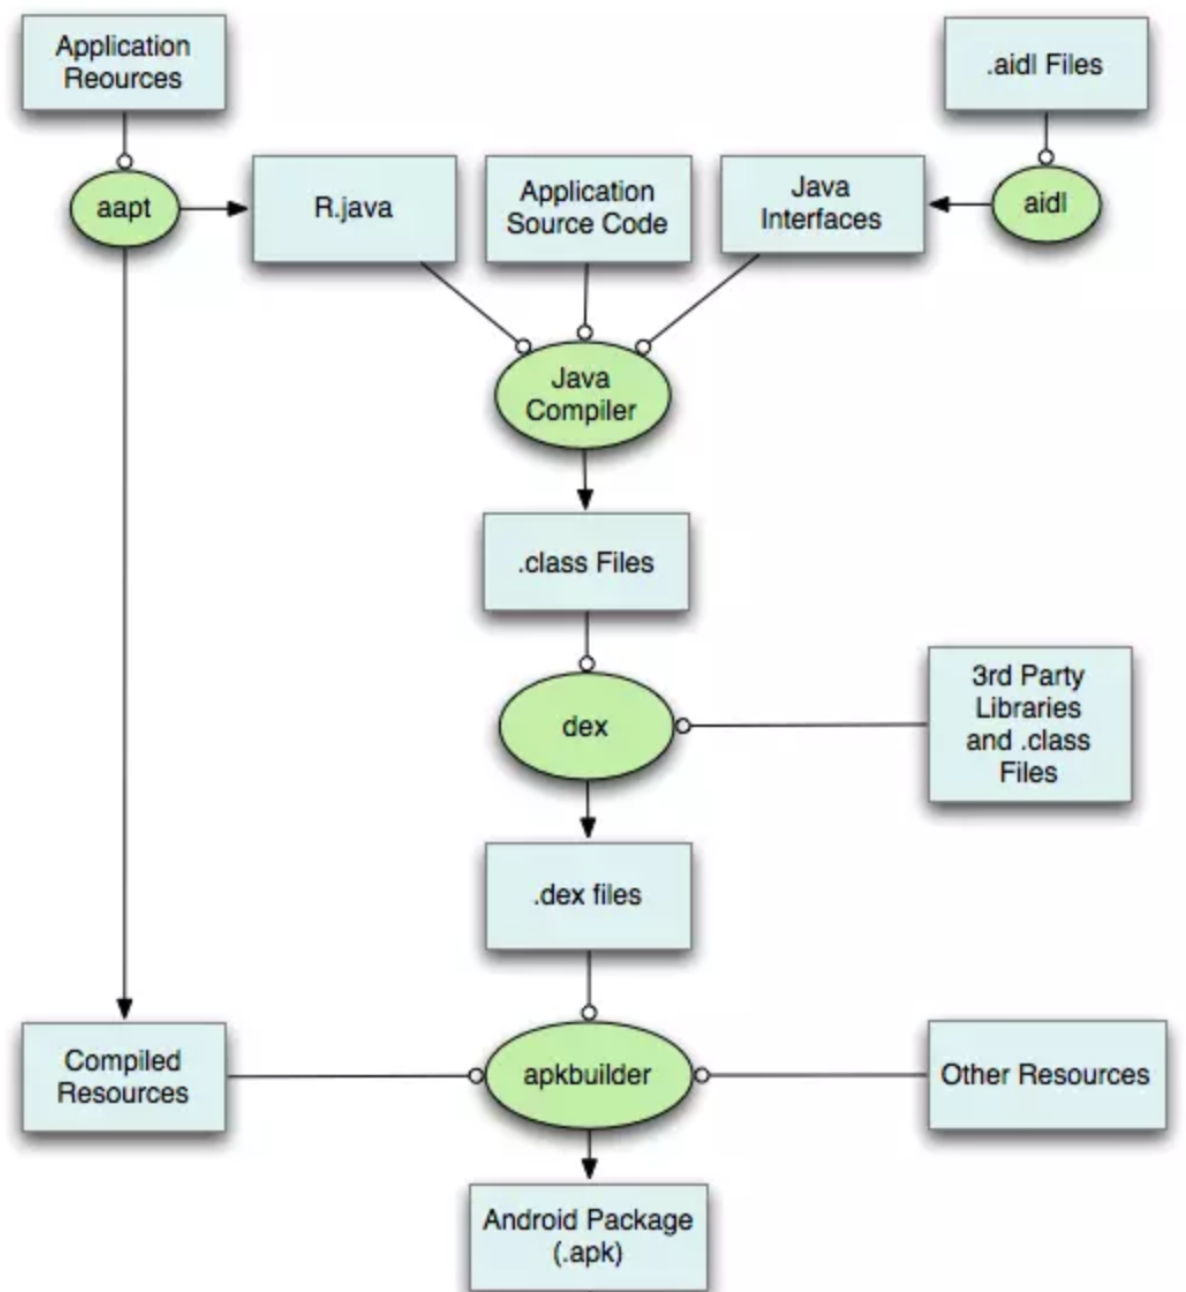 Application
Reources
.aidl Files
aapt
R.java
Application
Source Code
Java
Interfaces
aidl
Java
Compiler
.class Files
dex
3rd Party
Libraries
and .class
Files
.dex files
Compiled
Resources
apkbuilder
Other Resources
Android Package
(.apk)